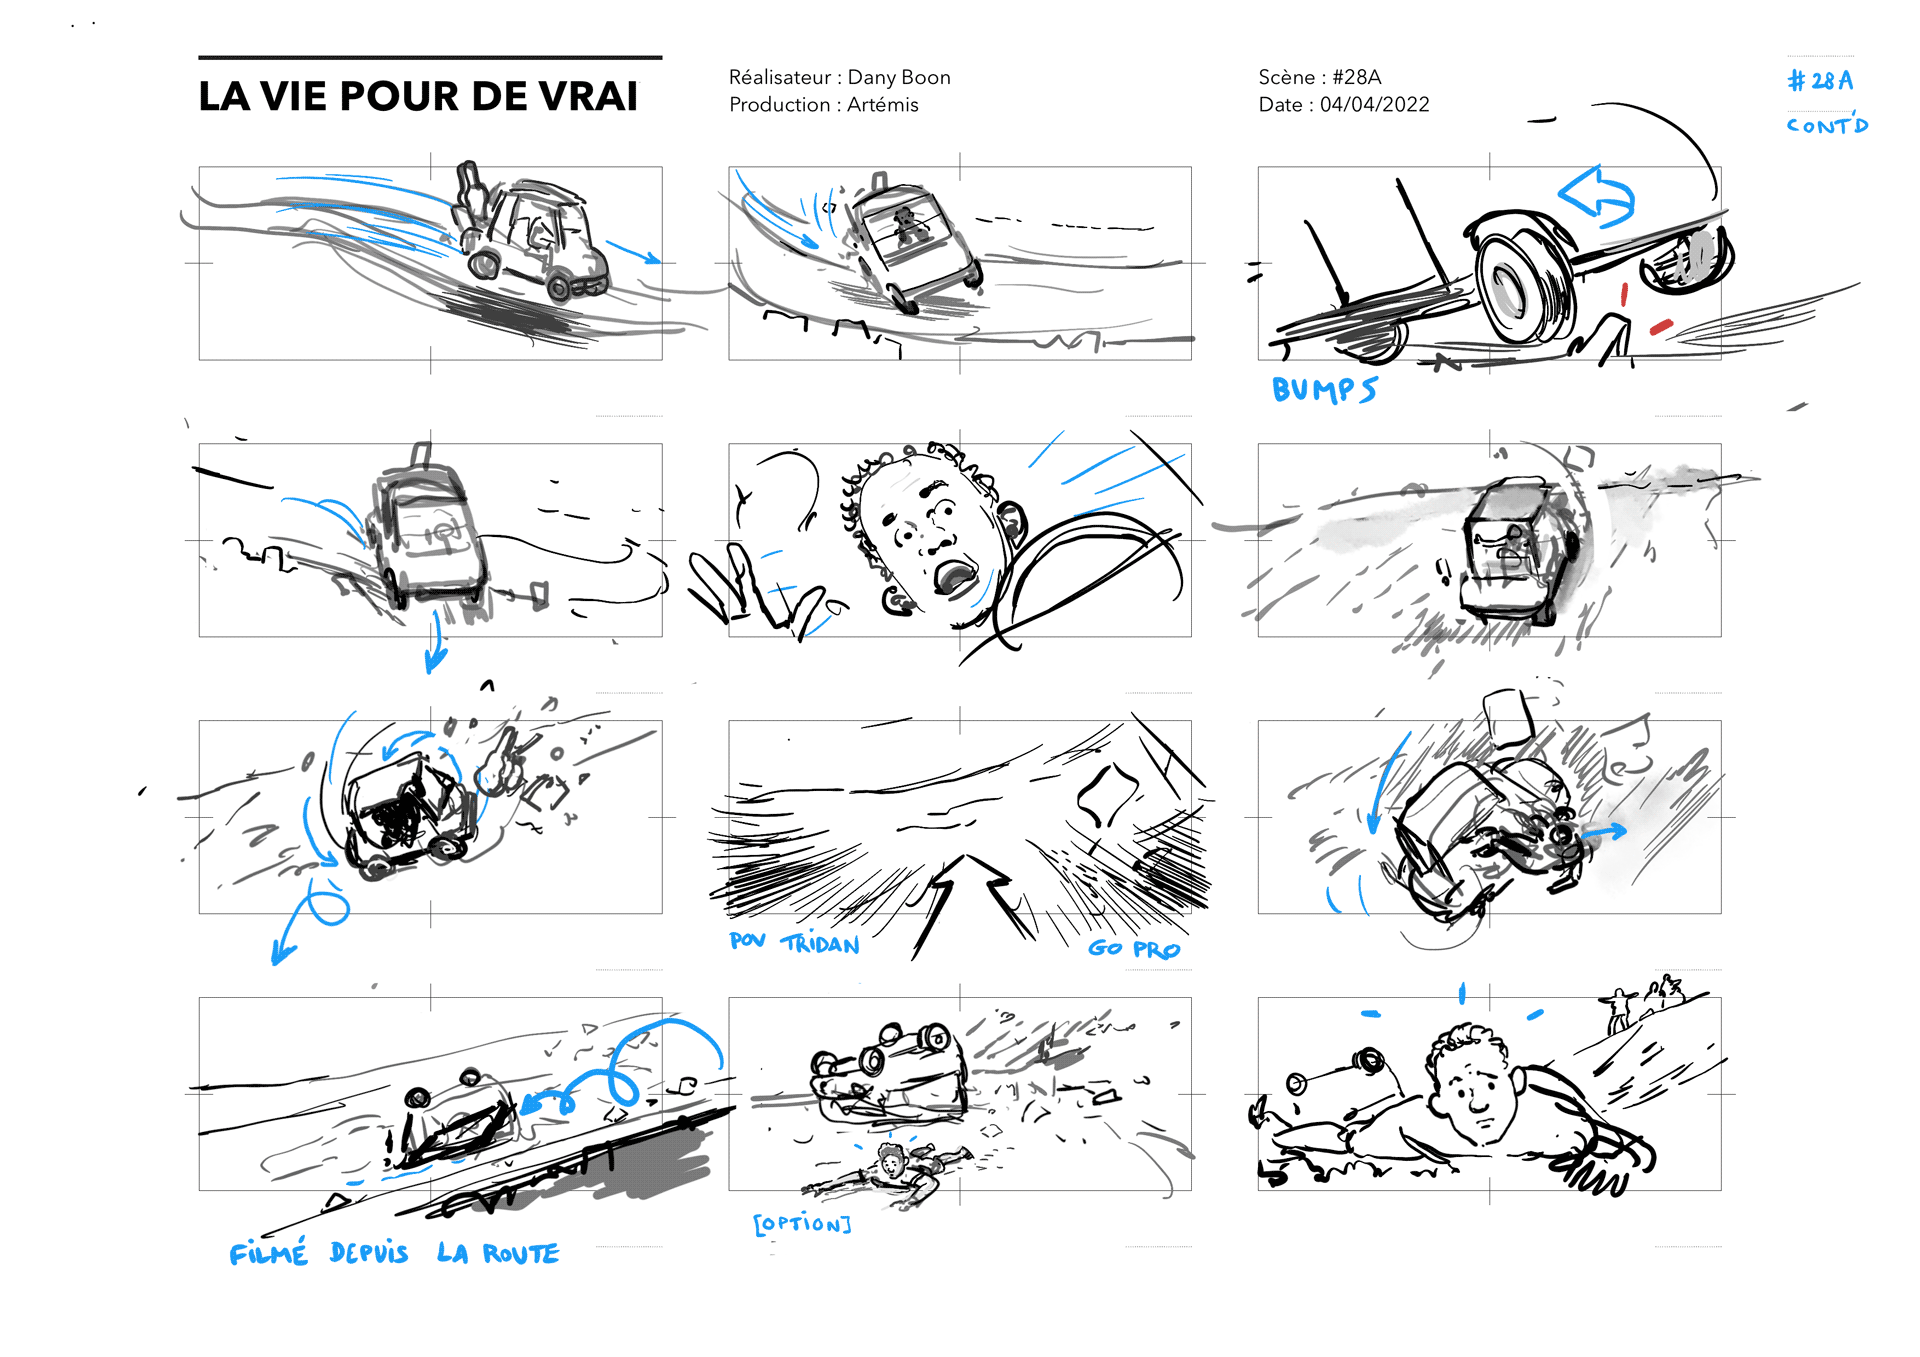 LA VIE POUR DE VRAI
Réalisateur : Dany Boon
Production : Artémis
Scène : #28A
Date : 04/04/2022
#28A
CONT'D
BUMPS
POV TRiDAN
GO PRO
FiLMÉ DEPUiS LA ROUTE
[OPTiON]